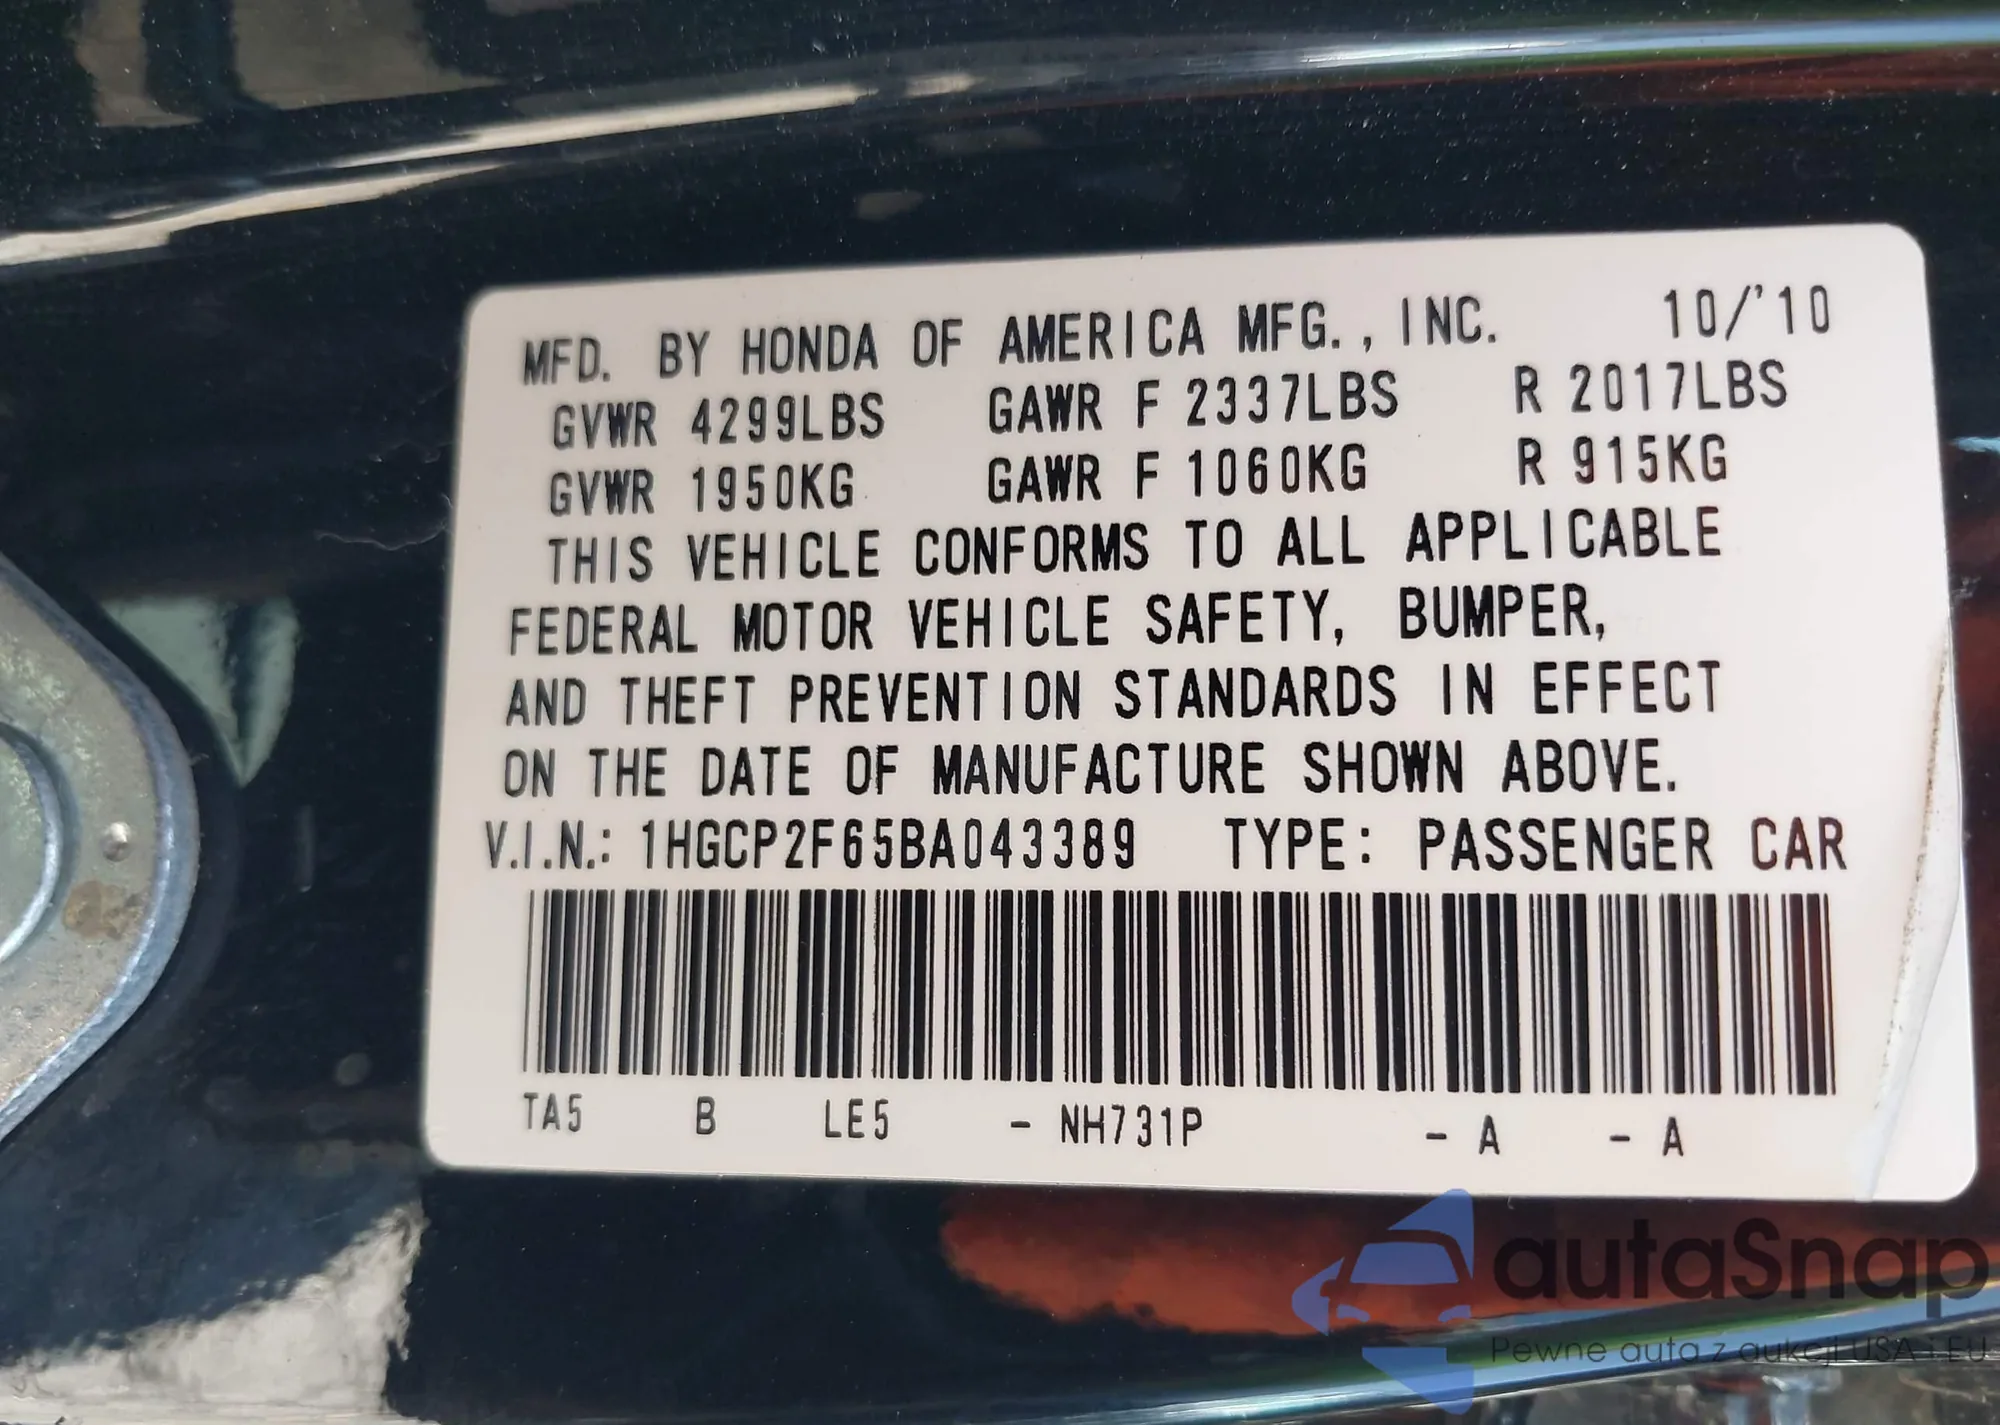 MFD. BY HONDA OF AMERICA MFG., INC. 10/'10
GVWR 4299LBS GAWR F 2337LBS R 2017LBS
GVWR 1950KG GAWR F 1060KG R 915KG
THIS VEHICLE CONFORMS TO ALL APPLICABLE
FEDERAL MOTOR VEHICLE SAFETY, BUMPER,
AND THEFT PREVENTION STANDARDS IN EFFECT
ON THE DATE OF MANUFACTURE SHOWN ABOVE.
V.I.N.: 1HGCP2F65BA043389 TYPE: PASSENGER CAR
TA5 B LE5 - NH731P - A - A
autaSnap
Pewne auta z aukcji USA i EU